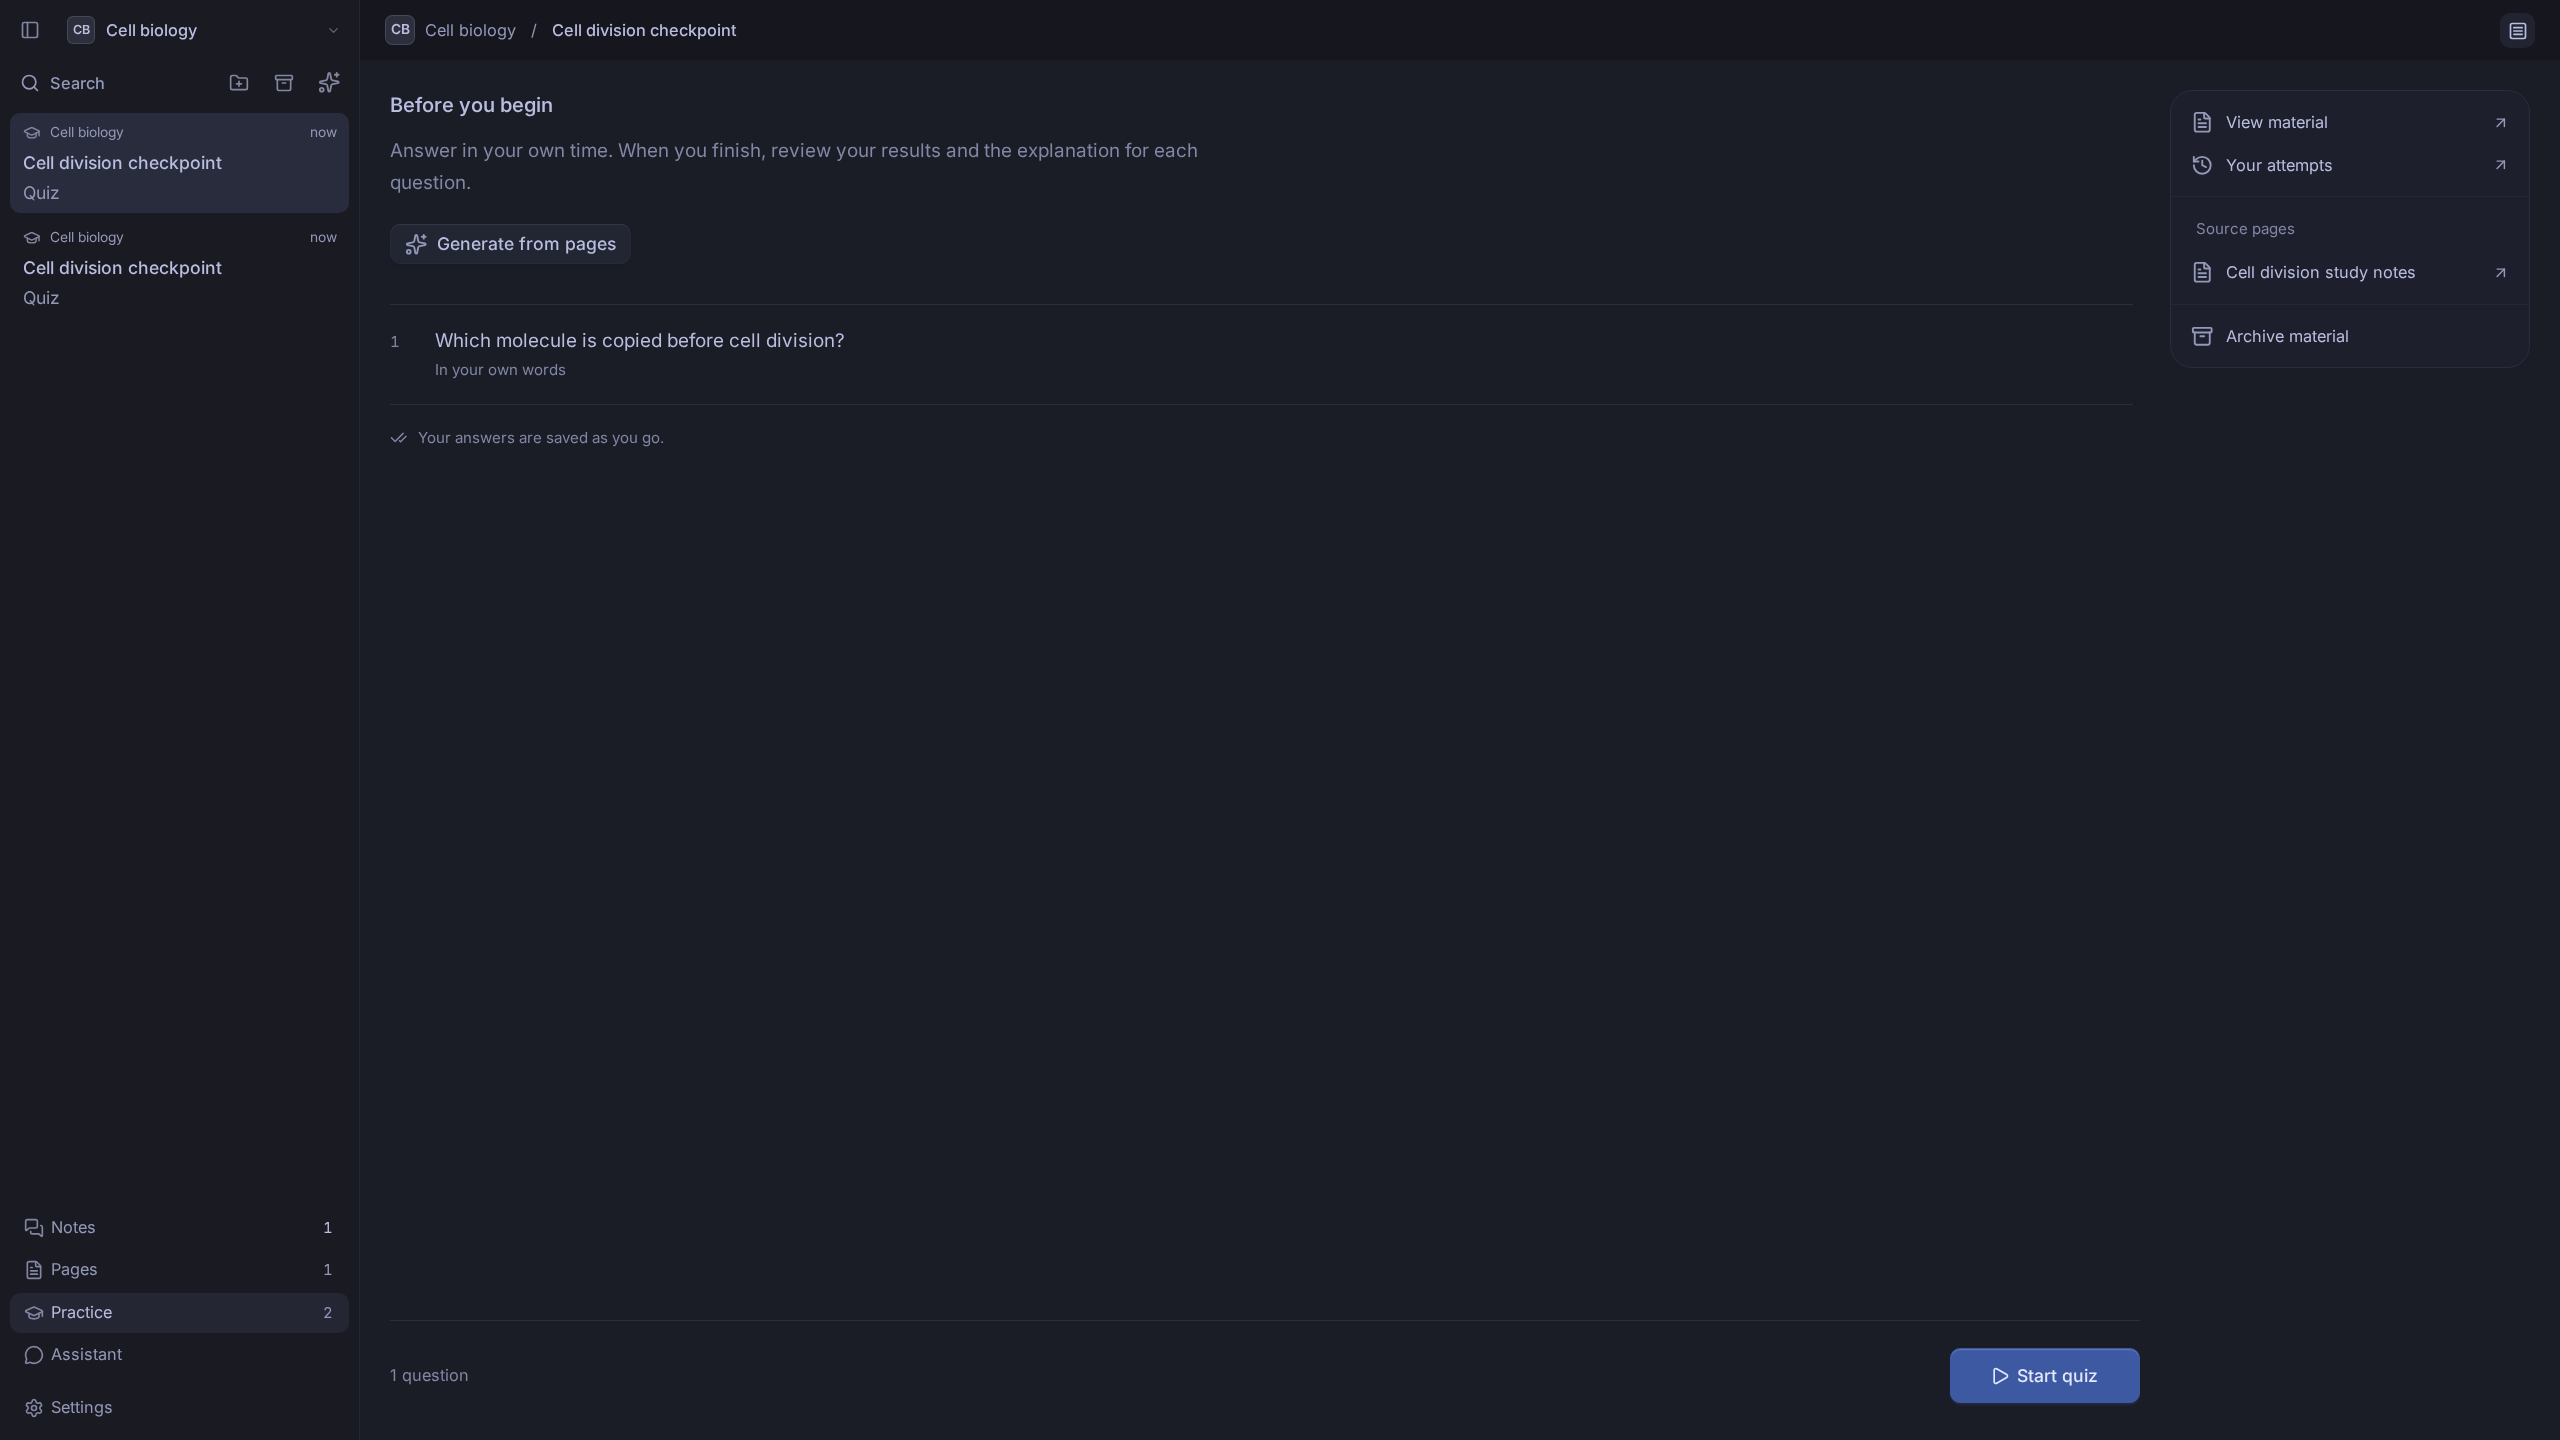 CB Cell biology
Search
Cell biology now
Cell division checkpoint
Quiz
Cell biology now
Cell division checkpoint
Quiz
Notes 1
Pages 1
Practice 2
Assistant
Settings
CB Cell biology / Cell division checkpoint
Before you begin
Answer in your own time. When you finish, review your results and the explanation for each
question.
Generate from pages
1 Which molecule is copied before cell division?
In your own words
Your answers are saved as you go.
1 question
Start quiz
View material
Your attempts
Source pages
Cell division study notes
Archive material